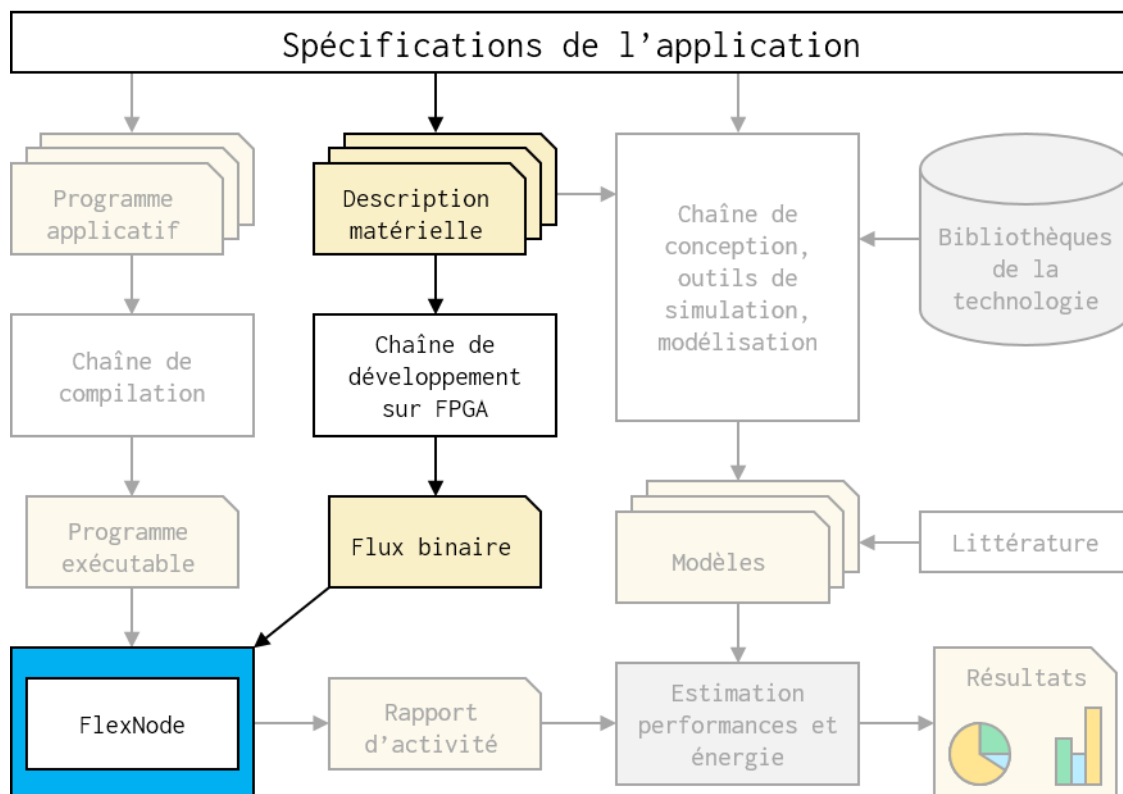 Spécifications de l'application
Programme
applicatif
Description
matérielle
Chaîne de
conception,
outils de
simulation,
modélisation
Bibliothèques
de la
technologie
Chaîne de
compilation
Chaîne de
développement
sur FPGA
Programme
exécutable
Flux binaire
Modèles
Littérature
FlexNode
Rapport
d'activité
Estimation
performances et
énergie
Résultats